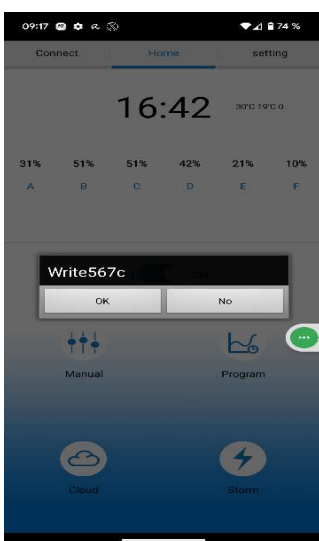 09:17 74 %
Connect Home setting
16:42 30°C 19°C 0
31% 51% 51% 42% 21% 10%
A B C D E F
Write567c
OK No
Manual Program
Cloud Storm